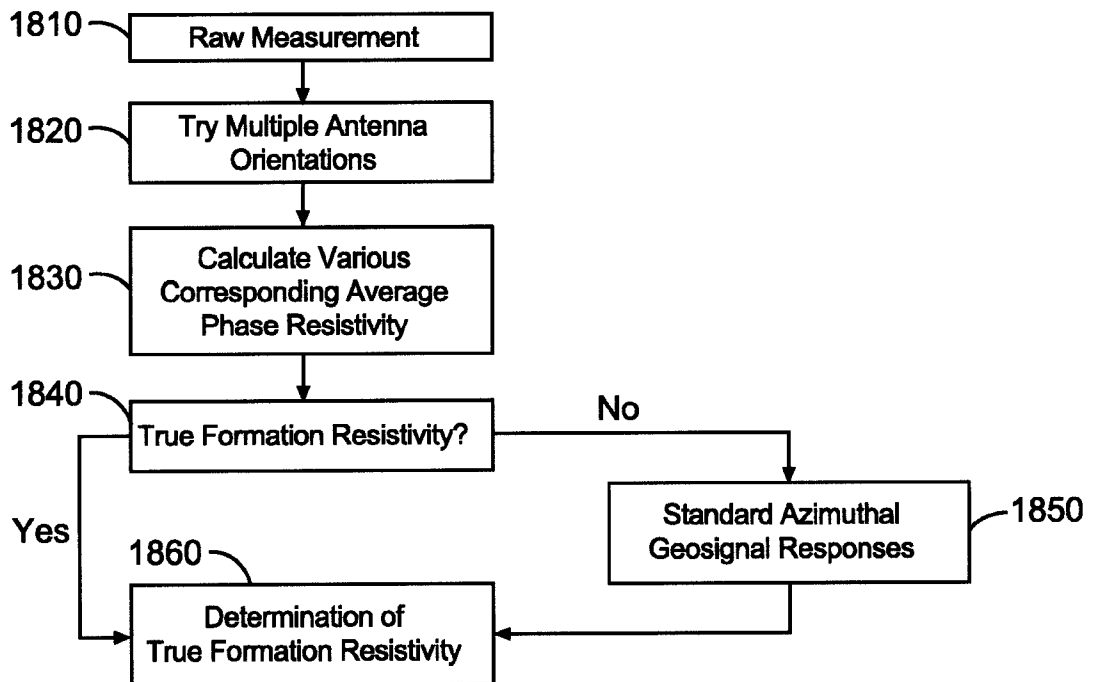 1810
Raw Measurement
1820
Try Multiple Antenna
Orientations
1830
Calculate Various
Corresponding Average
Phase Resistivity
1840
True Formation Resistivity?
No
Yes
Standard Azimuthal
Geosignal Responses
1850
1860
Determination of
True Formation Resistivity